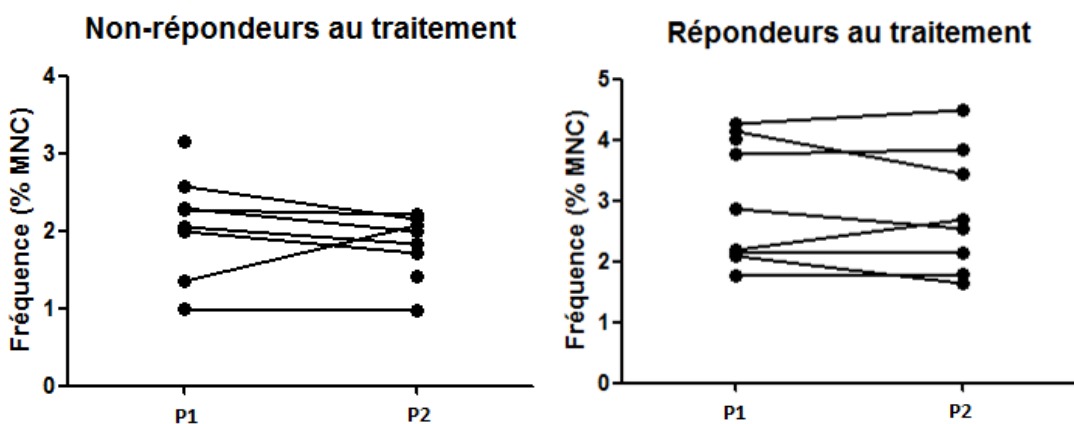 Non-répondeurs au traitement
Fréquence (% MNC)
4
3
2
1
0
P1
P2
Répondeurs au traitement
Fréquence (% MNC)
5
4
3
2
1
0
P1
P2